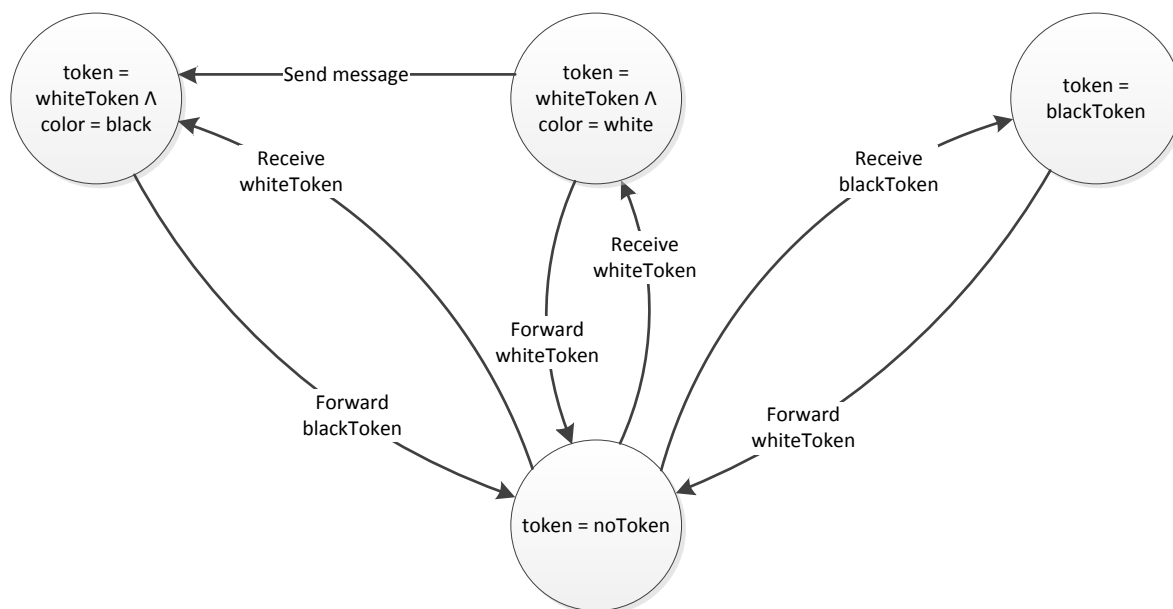 token =
whiteToken Λ
color = black
Send message
token =
whiteToken Λ
color = white
token =
blackToken
Receive
whiteToken
Receive
whiteToken
Receive
blackToken
Forward
whiteToken
Forward
blackToken
Forward
whiteToken
token = noToken